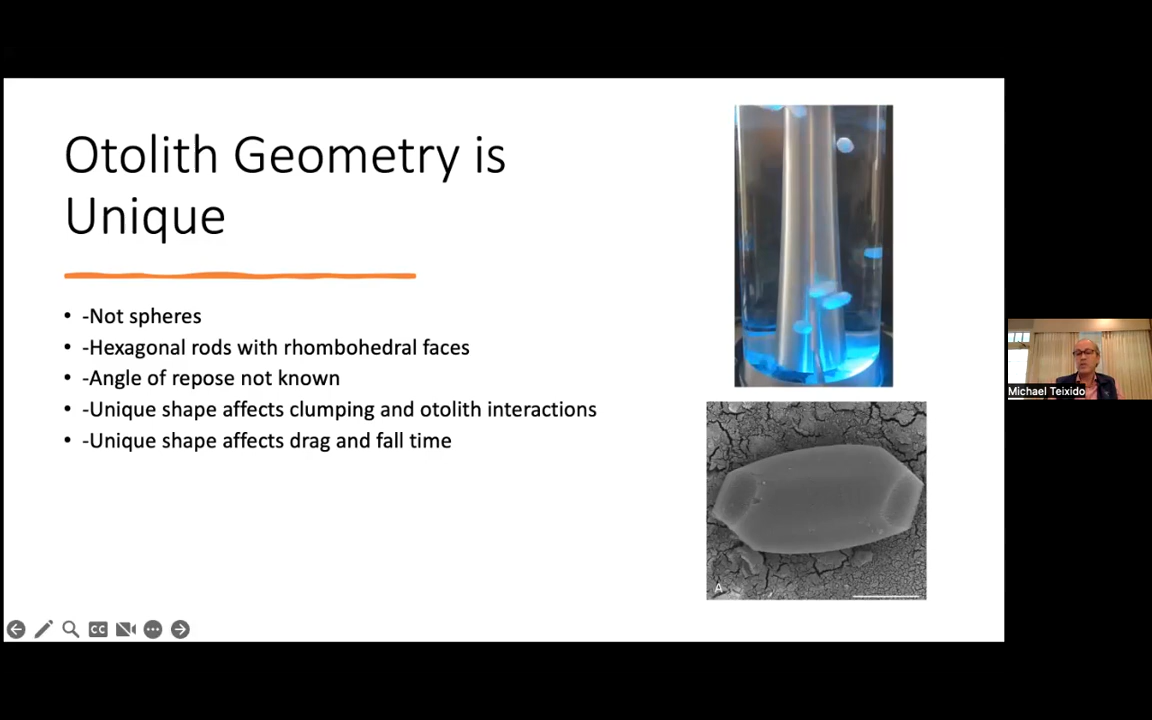 Otolith Geometry is
Unique
• -Not spheres
• -Hexagonal rods with rhombohedral faces
• -Angle of repose not known
• -Unique shape affects clumping and otolith interactions
• -Unique shape affects drag and fall time
A
Michael Teixido
CC